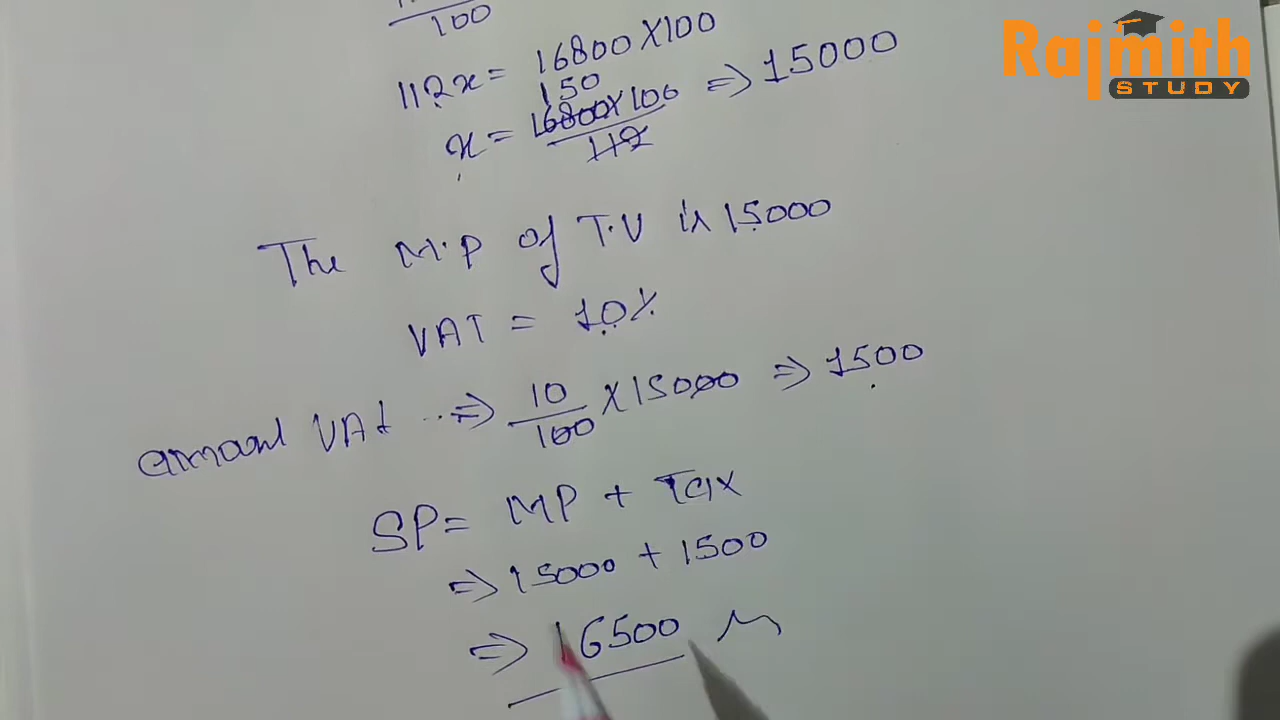 100
112x = 16800 X 100
150
x = 16800 X 100 ⇒ 15000
112
The M.P of T.V is 15000
VAT = 10%
amount VAT ⇒ 10/100 X 15000 ⇒ 1500
SP = MP + Tax
⇒ 15000 + 1500
⇒ 16500
Rajmith
STUDY